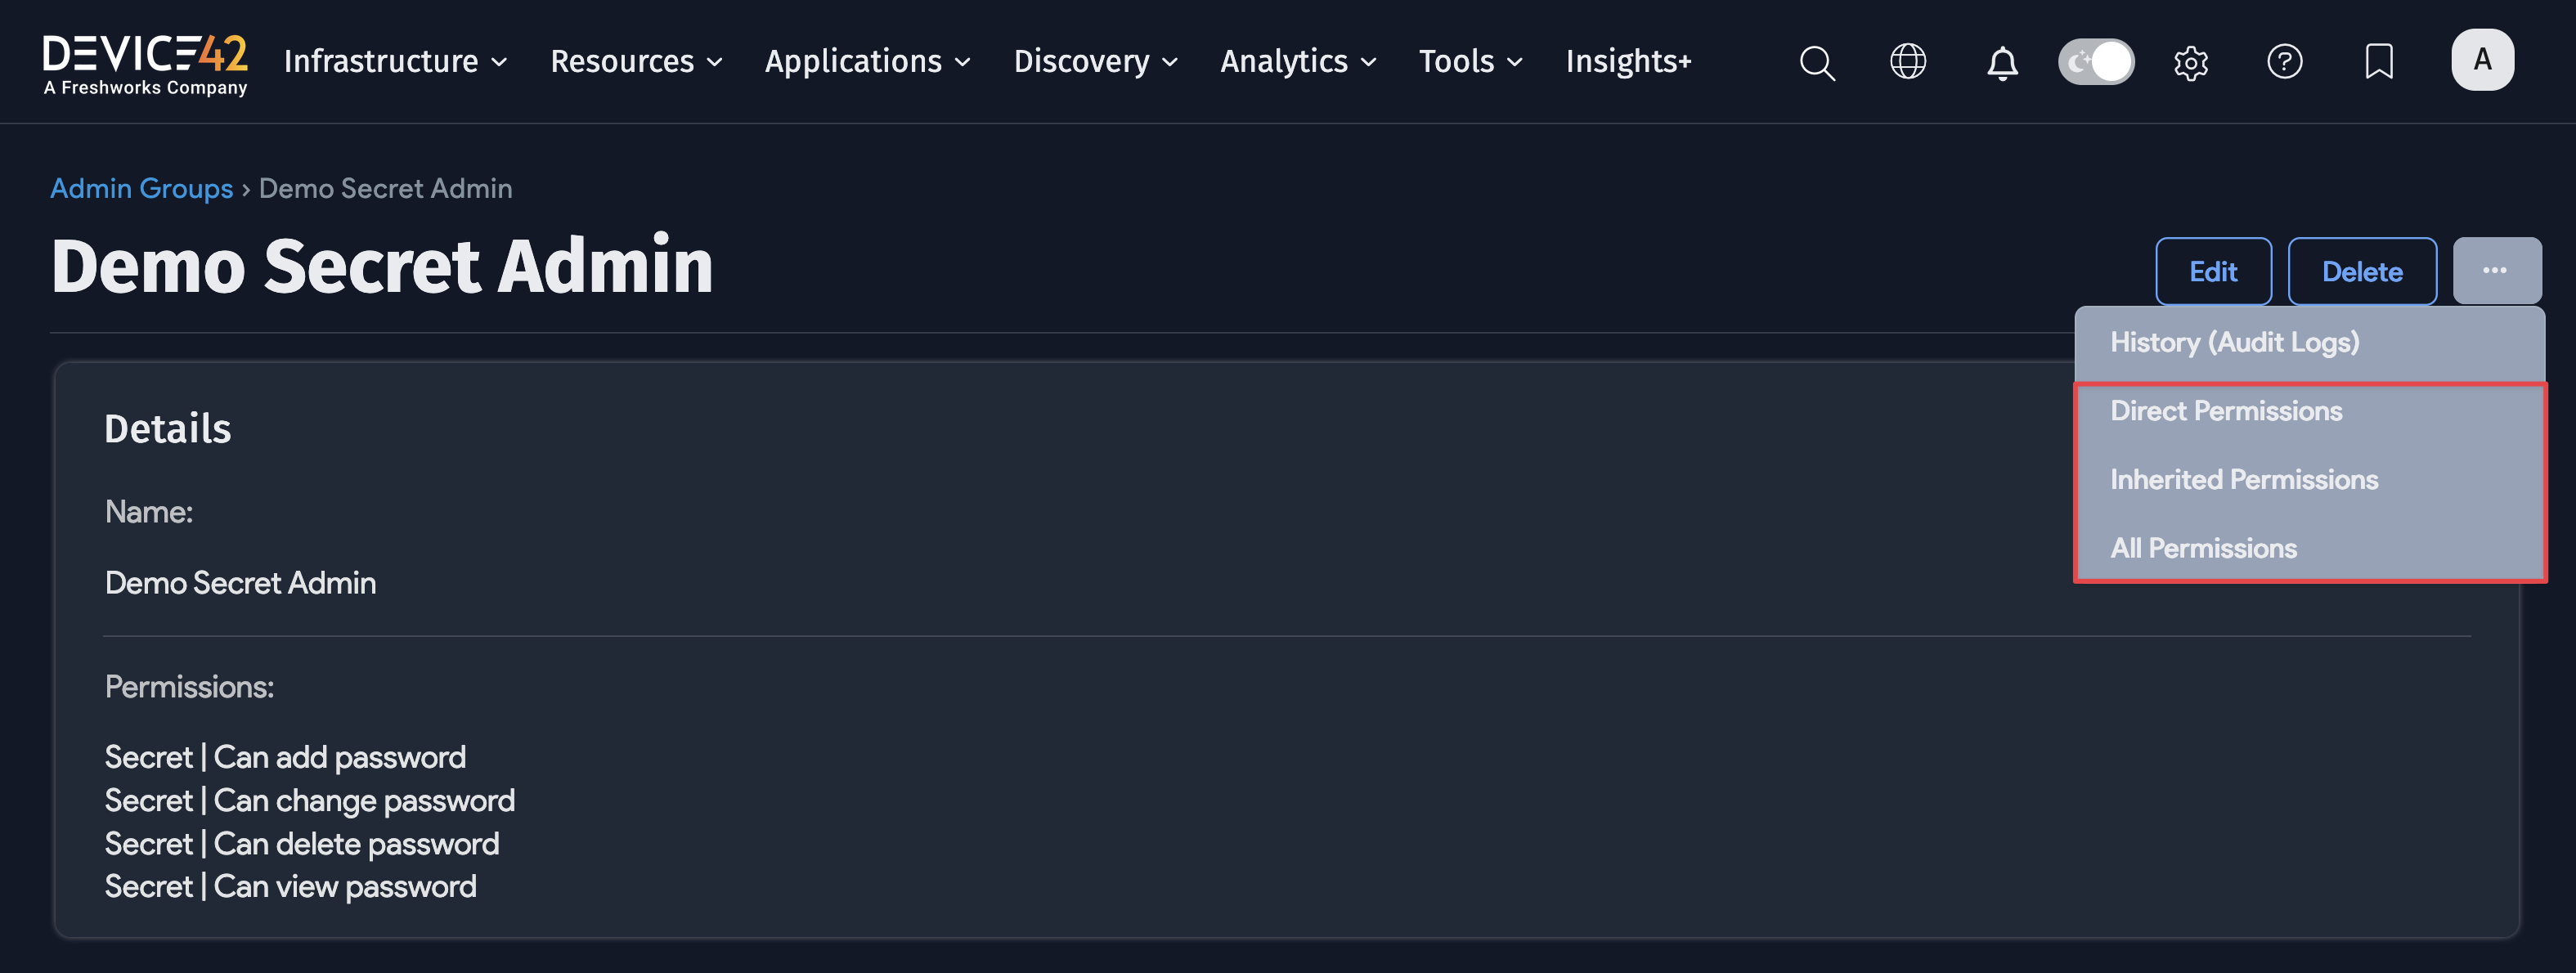 DEVICE42
A Freshworks Company
Infrastructure Resources Applications Discovery Analytics Tools Insights+ A
Admin Groups › Demo Secret Admin
Demo Secret Admin
Edit Delete ...
History (Audit Logs)
Direct Permissions
Inherited Permissions
All Permissions
Details
Name:
Demo Secret Admin
Permissions:
Secret | Can add password
Secret | Can change password
Secret | Can delete password
Secret | Can view password